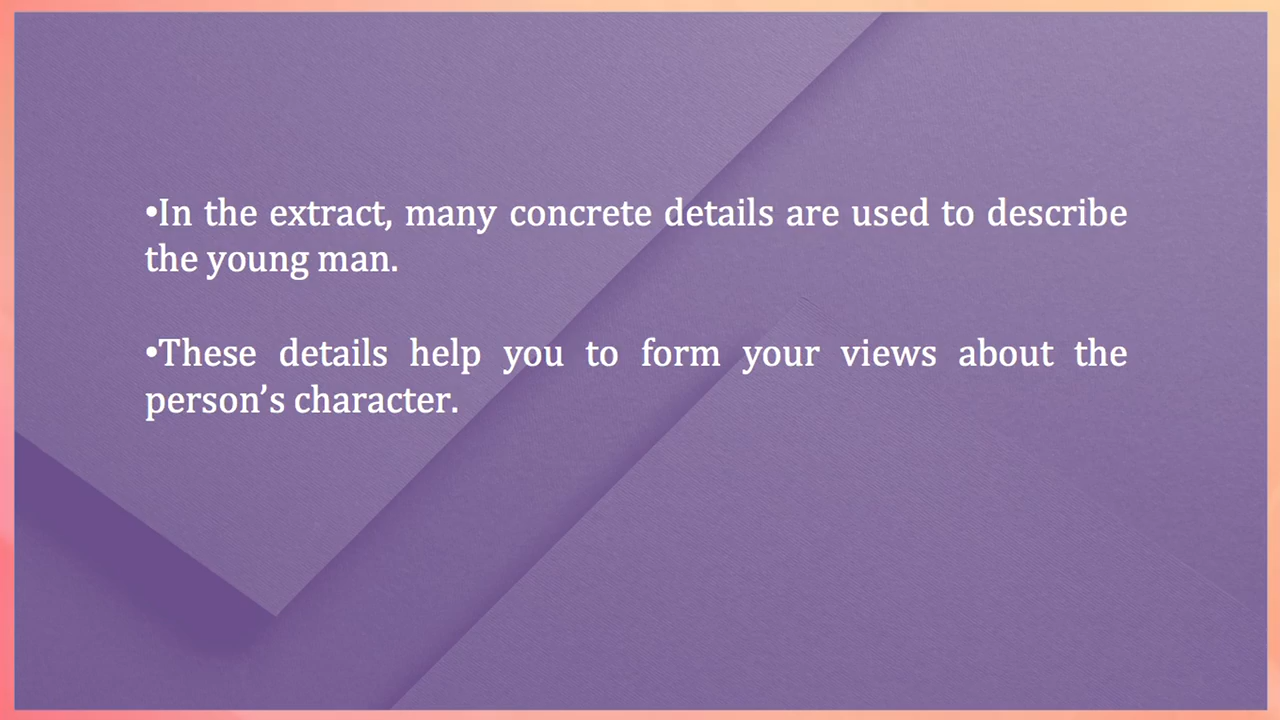 •In the extract, many concrete details are used to describe
the young man.
•These details help you to form your views about the
person’s character.